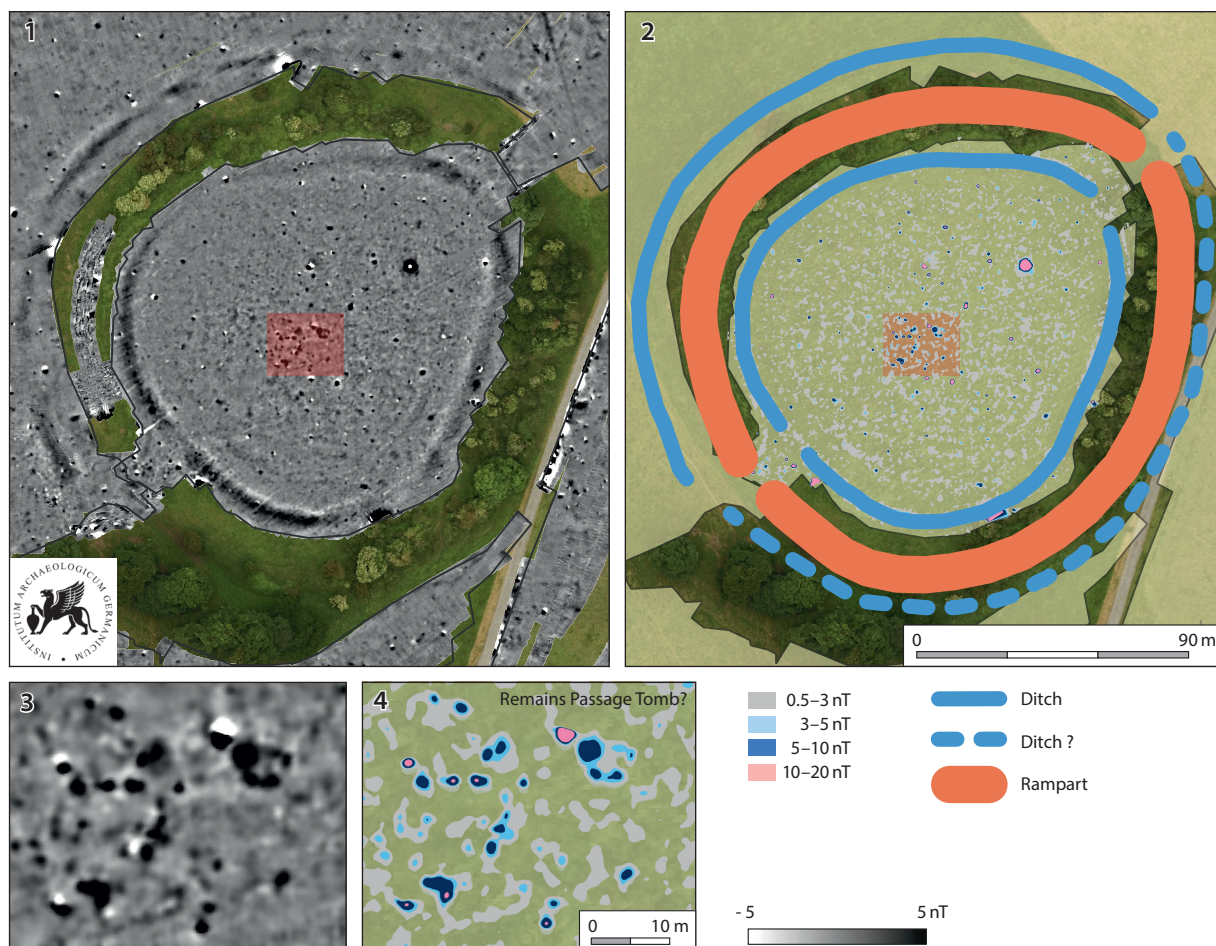 1
INSTITUTUM ARCHAEOLOGICUM GERMANICUM
2
0 90 m
3
4
Remains Passage Tomb?
0 10 m
0.5–3 nT
3–5 nT
5–10 nT
10–20 nT
Ditch
Ditch ?
Rampart
- 5 5 nT